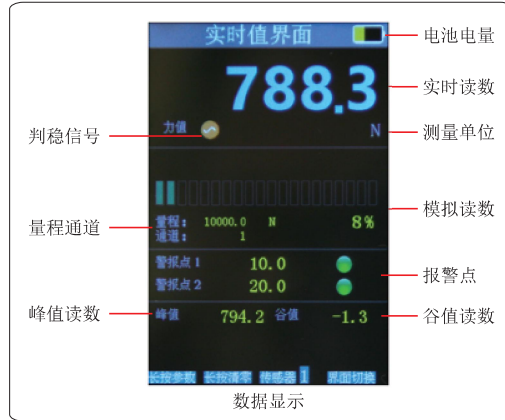 实时值界面
电池电量
788.3
实时读数
力值
N
测量单位
判稳信号
模拟读数
量程通道
量程： 10000.0 N 8%
通道： 1
警报点1 10.0
报警点
警报点2 20.0
峰值读数
峰值 794.2 谷值 -1.3
谷值读数
长按参数 长按清零 传感器 1 界面切换
数据显示